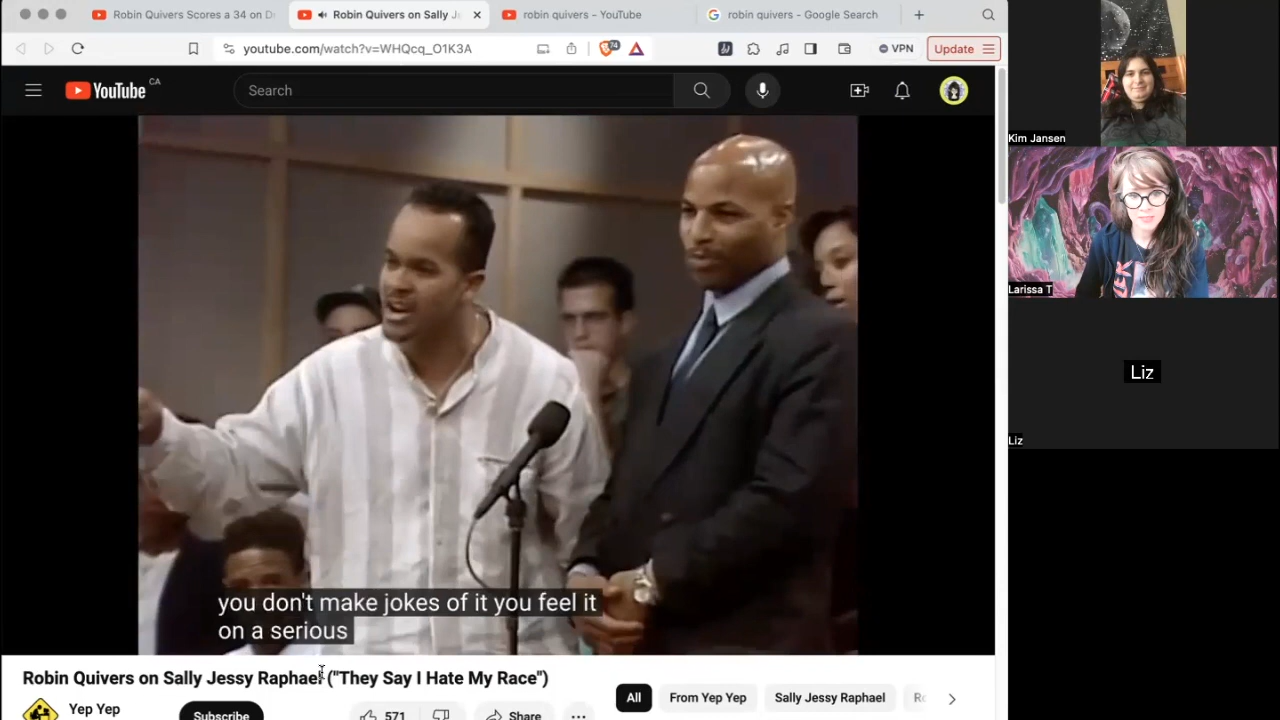 Robin Quivers Scores a 34 on D
Robin Quivers on Sally J
robin quivers – YouTube
robin quivers - Google Search
youtube.com/watch?v=WHQcq_O1K3A
74
VPN
Update
YouTube
CA
Search
Kim Jansen
Larissa T
Liz
Liz
you don't make jokes of it you feel it
on a serious
Robin Quivers on Sally Jessy Raphael ("They Say I Hate My Race")
Yep Yep
Subscribe
571
Share
All
From Yep Yep
Sally Jessy Raphael